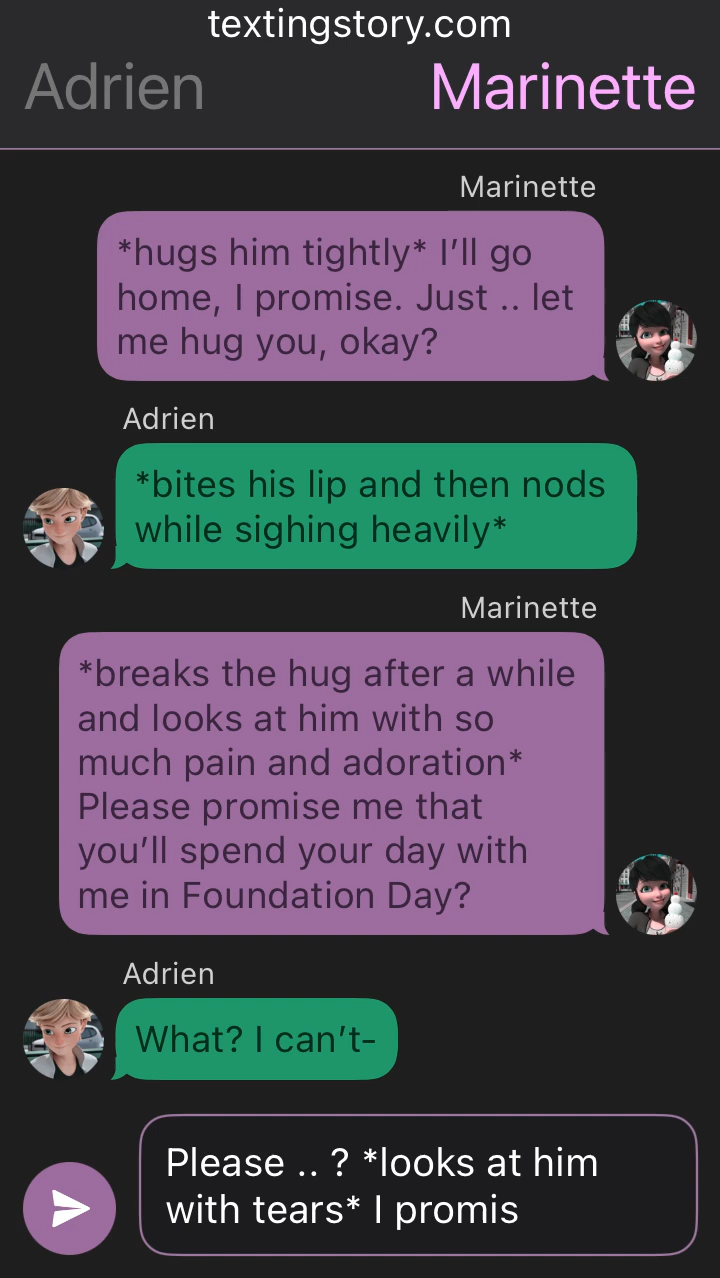 textingstory.com
Adrien Marinette
Marinette
*hugs him tightly* I’ll go
home, I promise. Just .. let
me hug you, okay?
Adrien
*bites his lip and then nods
while sighing heavily*
Marinette
*breaks the hug after a while
and looks at him with so
much pain and adoration*
Please promise me that
you’ll spend your day with
me in Foundation Day?
Adrien
What? I can’t-
Please .. ? *looks at him
with tears* I promis